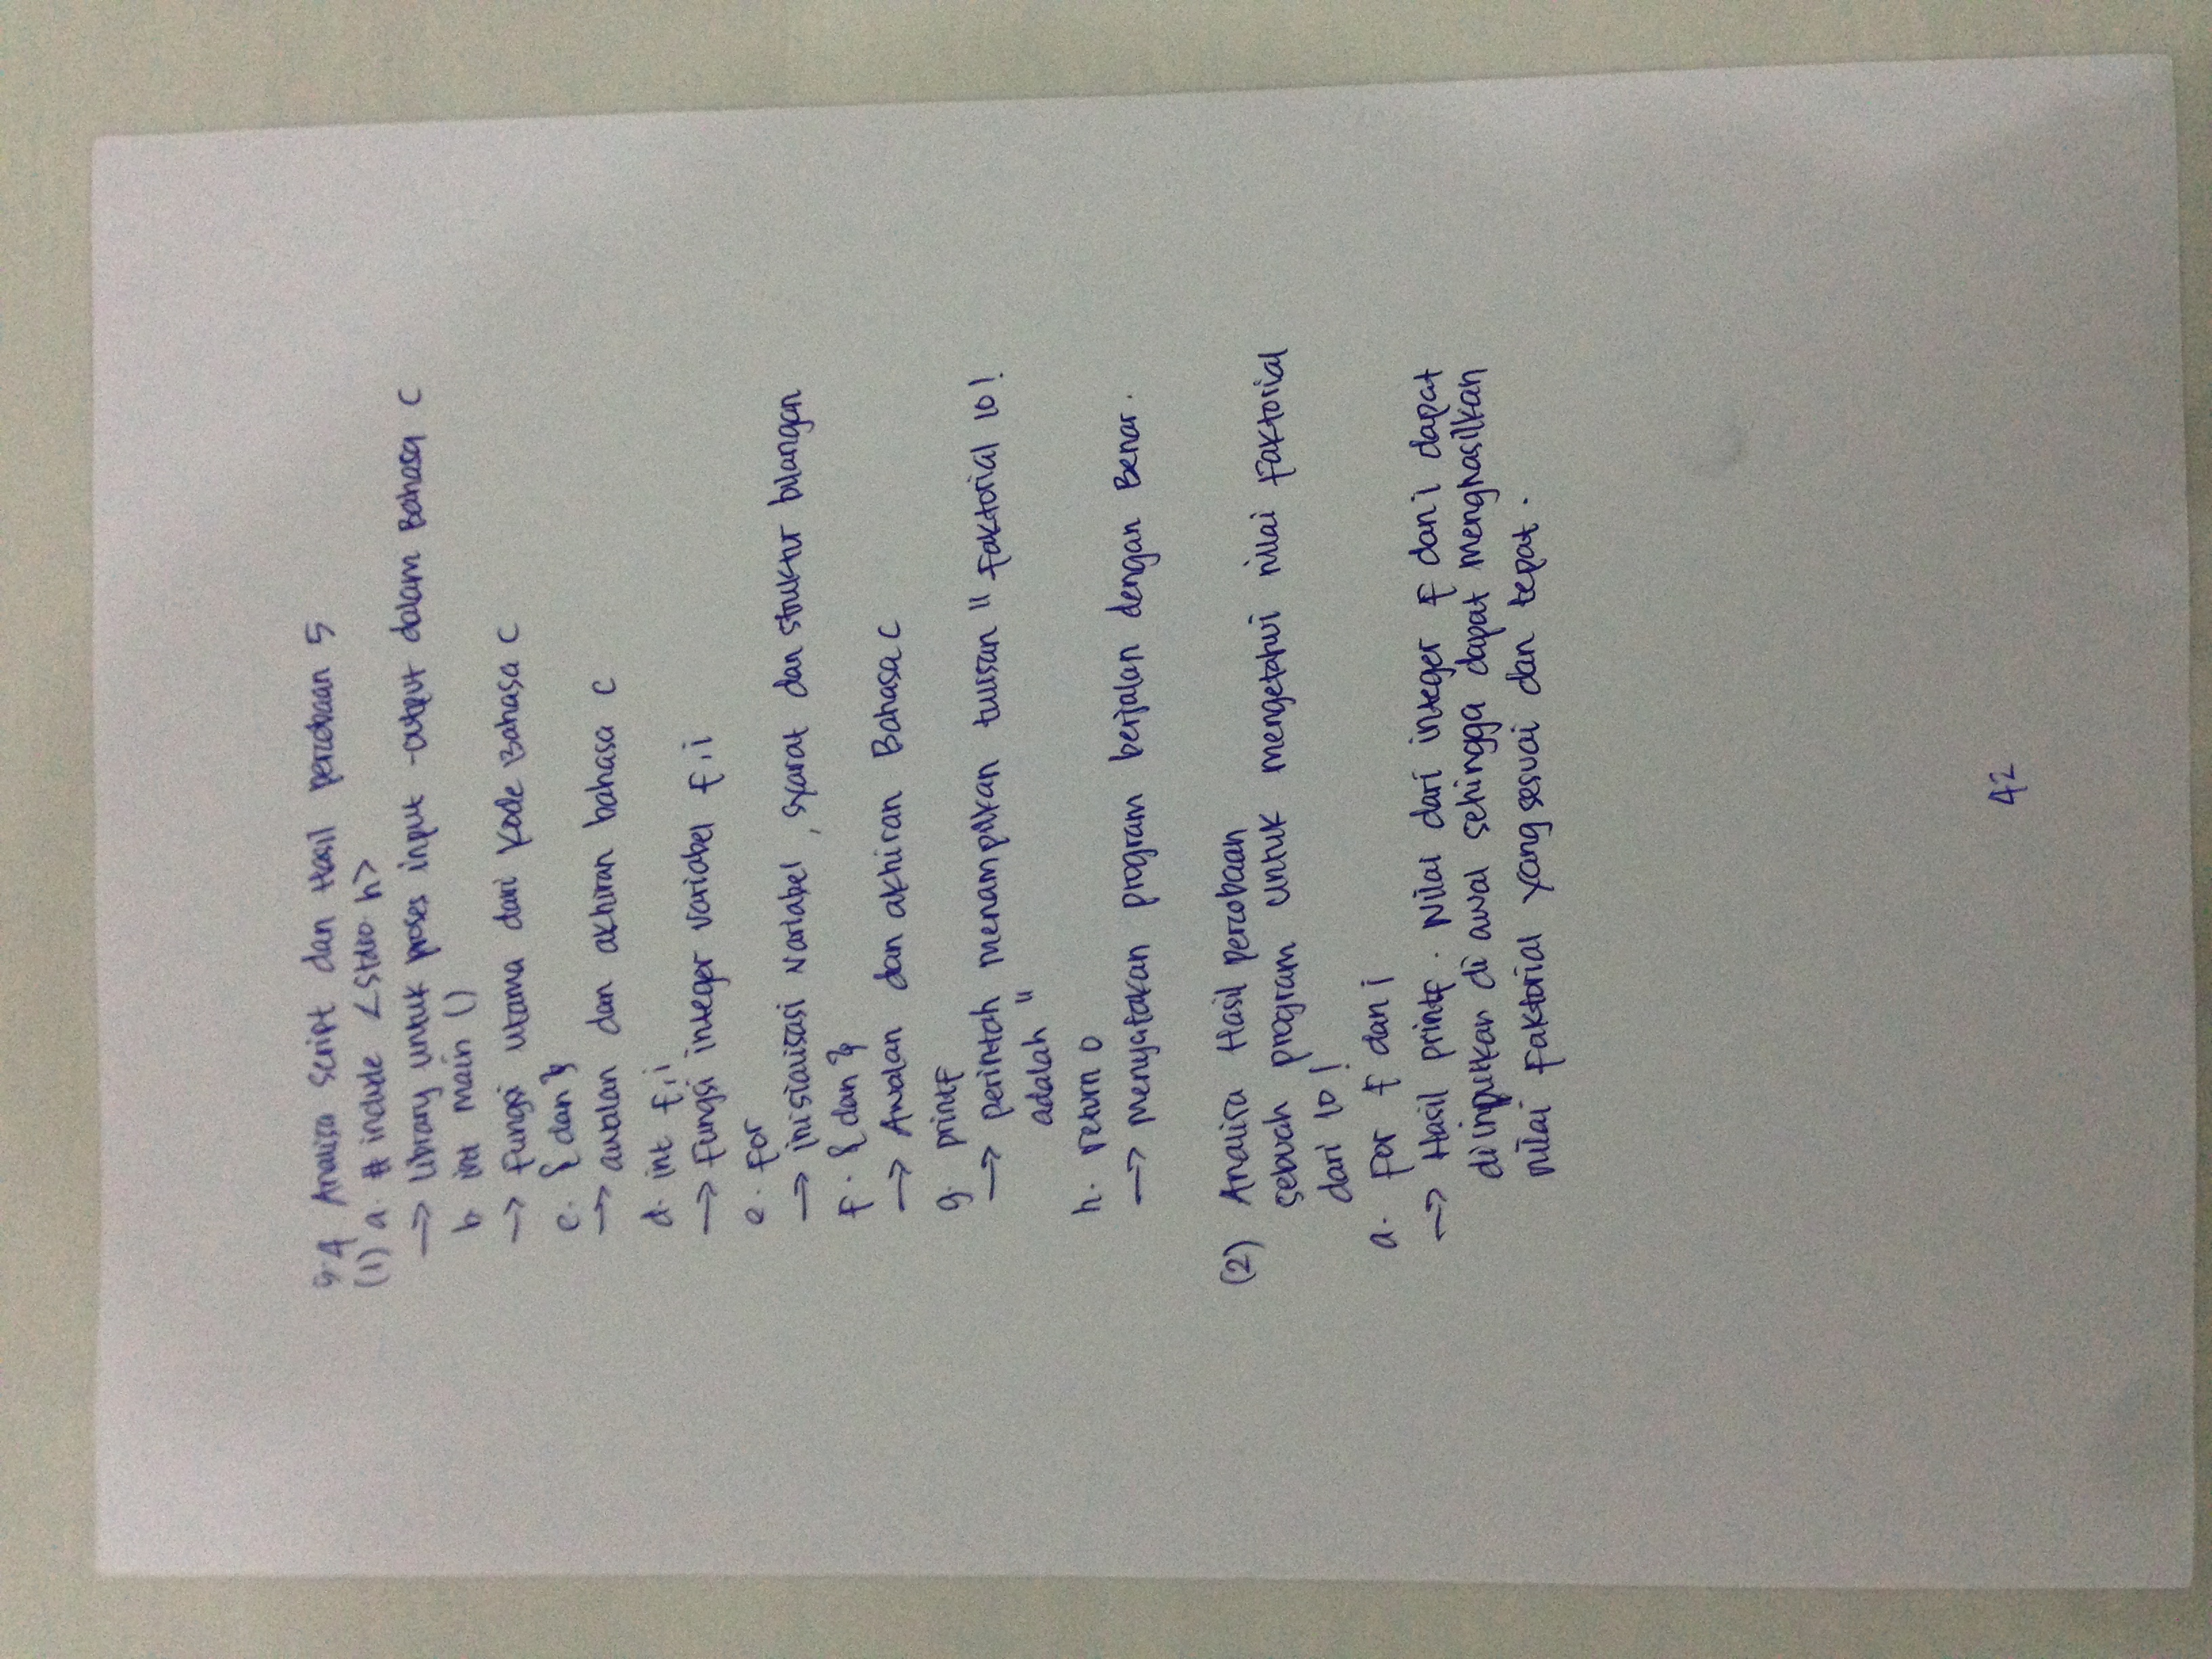 5.4 Analisa Script dan Hasil percobaan 5
(1) a. # include <Stdio h>
→ Library untuk proses input -output dalam Bahasa C
b int main ()
→ Fungsi utama dari Kode Bahasa C
c. { dan }
→ awalan dan akhiran bahasa C
d. int f, i
→ Fungsi integer variabel f, i
e. For
→ inisialisasi variabel, syarat dan struktur bilangan
f. { dan }
→ Awalan dan akhiran Bahasa C
g. printf
→ perintah menampilkan tulisan " faktorial 10!
adalah "
h. return 0
→ menyatakan program berjalan dengan Benar.
(2) Analisa Hasil percobaan
sebuah program untuk mengetahui nilai faktorial
dari 10!
a. For f dan i
→ Hasil printf. Nilai dari integer f dan i dapat
diinputkan di awal sehingga dapat menghasilkan
nilai faktorial yang sesuai dan tepat.
42